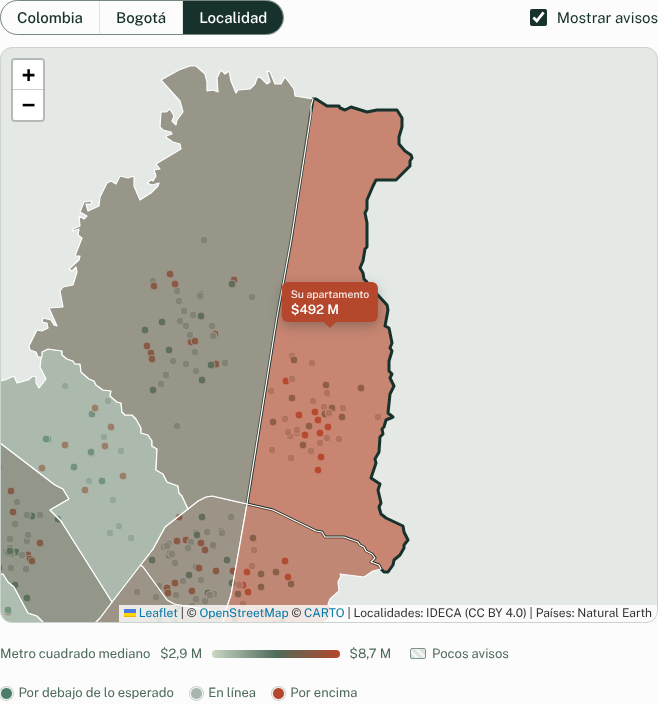 Colombia Bogotá Localidad Mostrar avisos
+
−
Su apartamento
$492 M
Leaflet | © OpenStreetMap © CARTO | Localidades: IDECA (CC BY 4.0) | Países: Natural Earth
Metro cuadrado mediano $2,9 M $8,7 M Pocos avisos
Por debajo de lo esperado En línea Por encima